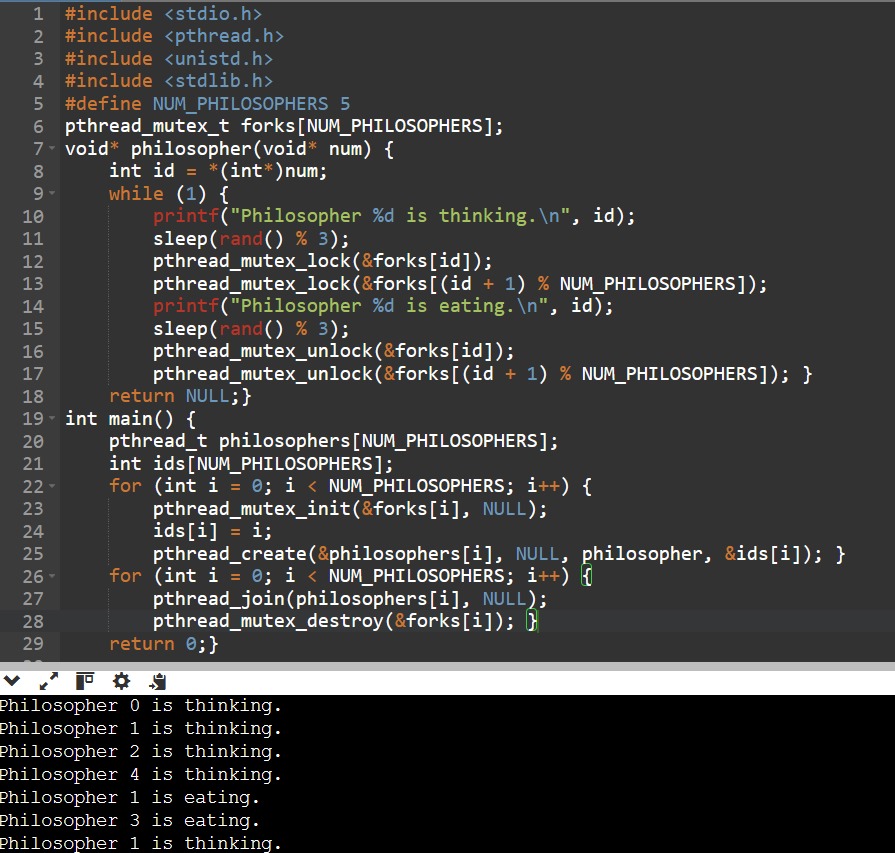 1 #include <stdio.h>
2 #include <pthread.h>
3 #include <unistd.h>
4 #include <stdlib.h>
5 #define NUM_PHILOSOPHERS 5
6 pthread_mutex_t forks[NUM_PHILOSOPHERS];
7 void* philosopher(void* num) {
8     int id = *(int*)num;
9     while (1) {
10         printf("Philosopher %d is thinking.\n", id);
11         sleep(rand() % 3);
12         pthread_mutex_lock(&forks[id]);
13         pthread_mutex_lock(&forks[(id + 1) % NUM_PHILOSOPHERS]);
14         printf("Philosopher %d is eating.\n", id);
15         sleep(rand() % 3);
16         pthread_mutex_unlock(&forks[id]);
17         pthread_mutex_unlock(&forks[(id + 1) % NUM_PHILOSOPHERS]); }
18     return NULL;}
19 int main() {
20     pthread_t philosophers[NUM_PHILOSOPHERS];
21     int ids[NUM_PHILOSOPHERS];
22     for (int i = 0; i < NUM_PHILOSOPHERS; i++) {
23         pthread_mutex_init(&forks[i], NULL);
24         ids[i] = i;
25         pthread_create(&philosophers[i], NULL, philosopher, &ids[i]); }
26     for (int i = 0; i < NUM_PHILOSOPHERS; i++) {
27         pthread_join(philosophers[i], NULL);
28         pthread_mutex_destroy(&forks[i]); }
29     return 0;}
Philosopher 0 is thinking.
Philosopher 1 is thinking.
Philosopher 2 is thinking.
Philosopher 4 is thinking.
Philosopher 1 is eating.
Philosopher 3 is eating.
Philosopher 1 is thinking.